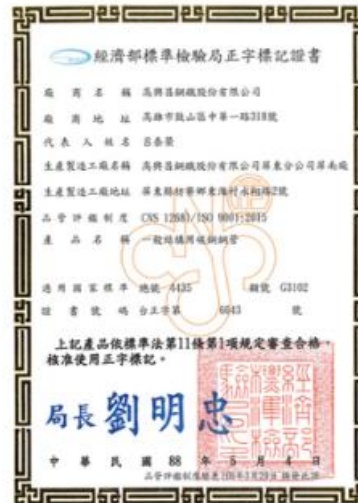 經濟部標準檢驗局正字標記證書
廠商名稱 高興昌鋼鐵股份有限公司
廠商地址 高雄市鼓山區中華一路318號
代表人姓名 呂泰榮
生產製造工廠名稱 高興昌鋼鐵股份有限公司屏東分公司屏南廠
生產製造工廠地址 屏東縣枋寮鄉東海村永翔路2號
品管評鑑制度 CNS 12681/ISO 9001:2015
產品名稱 一般結構用碳鋼鋼管
適用國家標準 總號 4435 類號 G3102
證書號碼 台正字第 6043 號
上記產品依標準法第11條第1項規定審查合格,
核准使用正字標記。
局長 劉明忠
中華民國 88 年 5 月 4 日